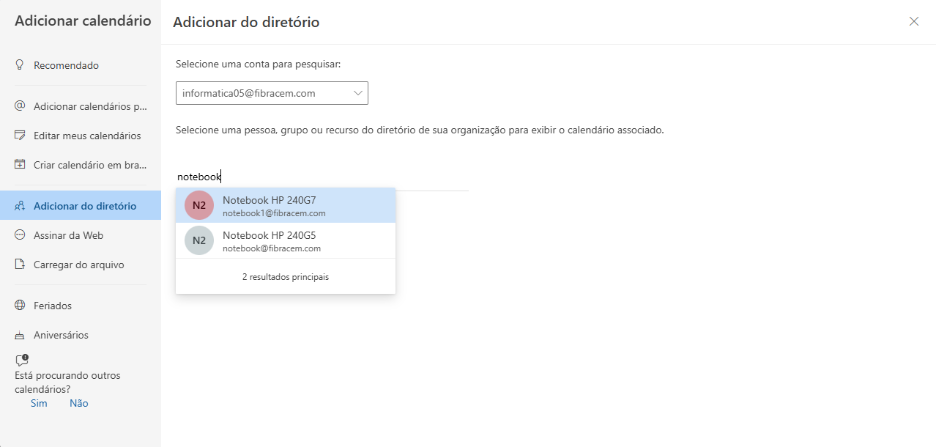 Adicionar calendário
Recomendado
Adicionar calendários p...
Editar meus calendários
Criar calendário em bra...
Adicionar do diretório
Assinar da Web
Carregar do arquivo
Feriados
Aniversários
Está procurando outros
calendários?
Sim Não
Adicionar do diretório
Selecione uma conta para pesquisar:
informatica05@fibracem.com
Selecione uma pessoa, grupo ou recurso do diretório de sua organização para exibir o calendário associado.
notebook
N2
Notebook HP 240G7
notebook1@fibracem.com
N2
Notebook HP 240G5
notebook@fibracem.com
2 resultados principais